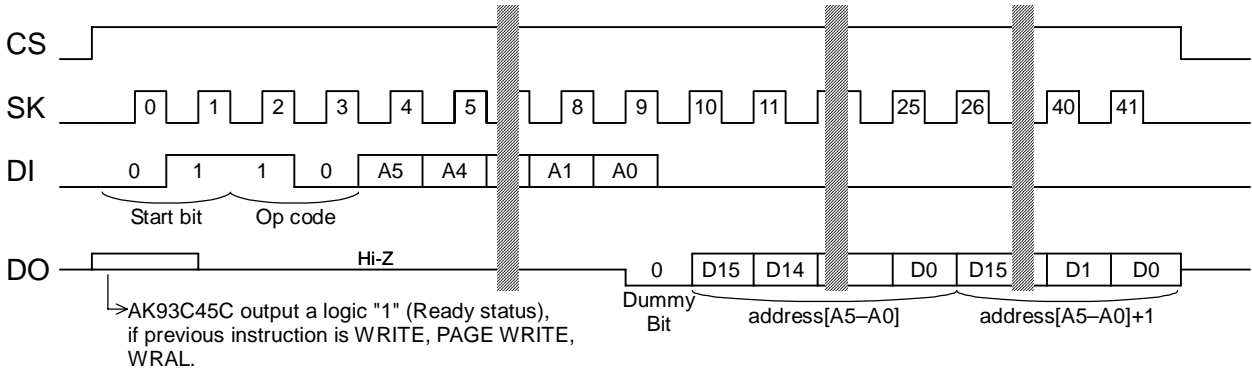 CS
SK 0 1 2 3 4 5 8 9 10 11 25 26 40 41
DI 0 1 1 0 A5 A4 A1 A0
Start bit Op code
DO Hi-Z 0 D15 D14 D0 D15 D1 D0
Dummy
Bit
address[A5–A0] address[A5–A0]+1
AK93C45C output a logic "1" (Ready status),
if previous instruction is WRITE, PAGE WRITE,
WRAL.